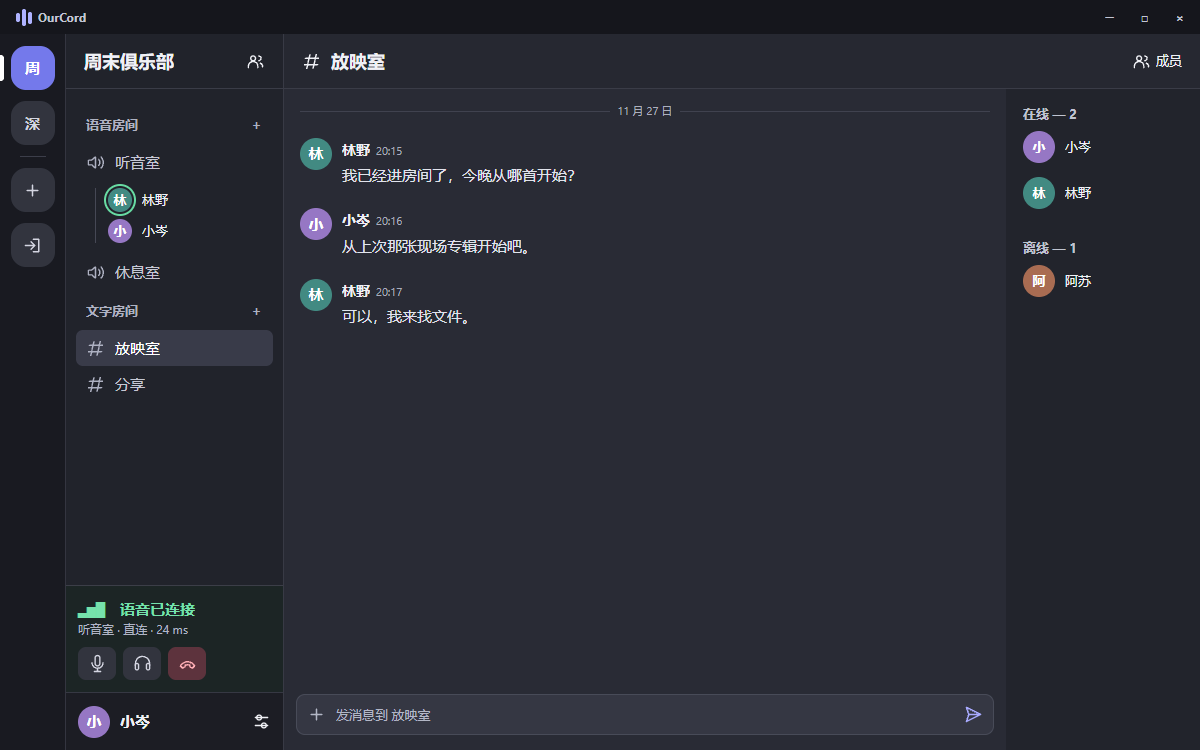 OurCord
周
深
周末俱乐部
语音房间
听音室
林 林野
小 小岑
休息室
文字房间
放映室
分享
语音已连接
听音室 · 直连 · 24 ms
小 小岑
# 放映室
成员
11 月 27 日
林 林野 20:15
我已经进房间了，今晚从哪首开始？
小 小岑 20:16
从上次那张现场专辑开始吧。
林 林野 20:17
可以，我来找文件。
发消息到 放映室
在线 — 2
小 小岑
林 林野
离线 — 1
阿 阿苏